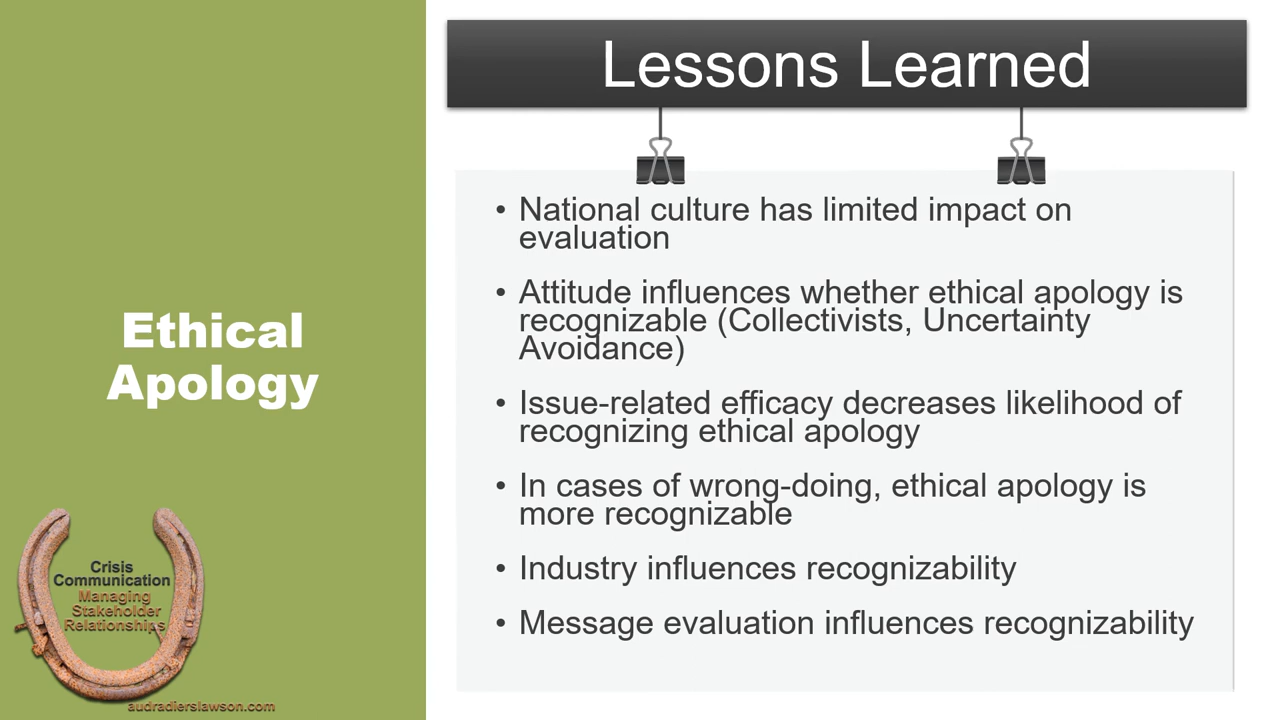 Lessons Learned
• National culture has limited impact on
evaluation
• Attitude influences whether ethical apology is
recognizable (Collectivists, Uncertainty
Avoidance)
• Issue-related efficacy decreases likelihood of
recognizing ethical apology
• In cases of wrong-doing, ethical apology is
more recognizable
• Industry influences recognizability
• Message evaluation influences recognizability
Ethical
Apology
Crisis
Communication
Managing
Stakeholder
Relationships
audradierslawson.com